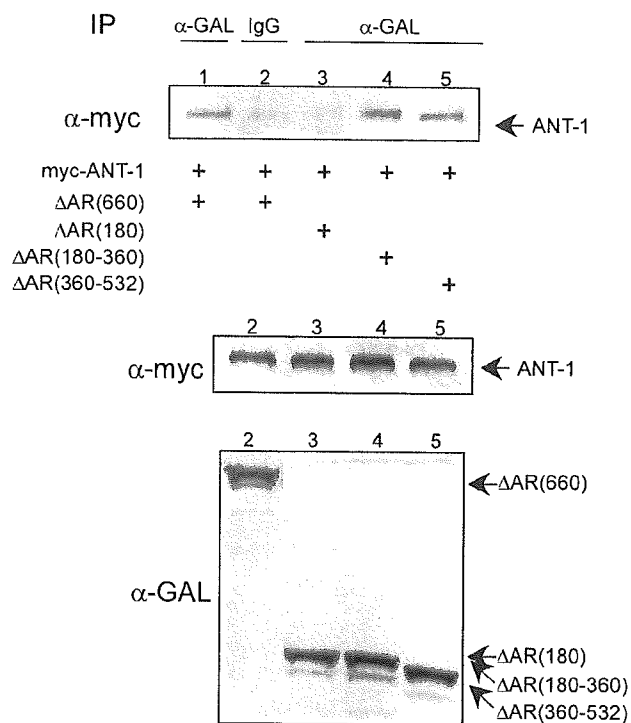 IP α-GAL IgG α-GAL
1 2 3 4 5
α-myc ANT-1
myc-ANT-1 + + + + +
ΔAR(660) + +
ΛAR(180) +
ΔAR(180-360) +
ΔAR(360-532) +
2 3 4 5
α-myc ANT-1
2 3 4 5
ΔAR(660)
α-GAL
ΔAR(180)
ΔAR(180-360)
ΔAR(360-532)